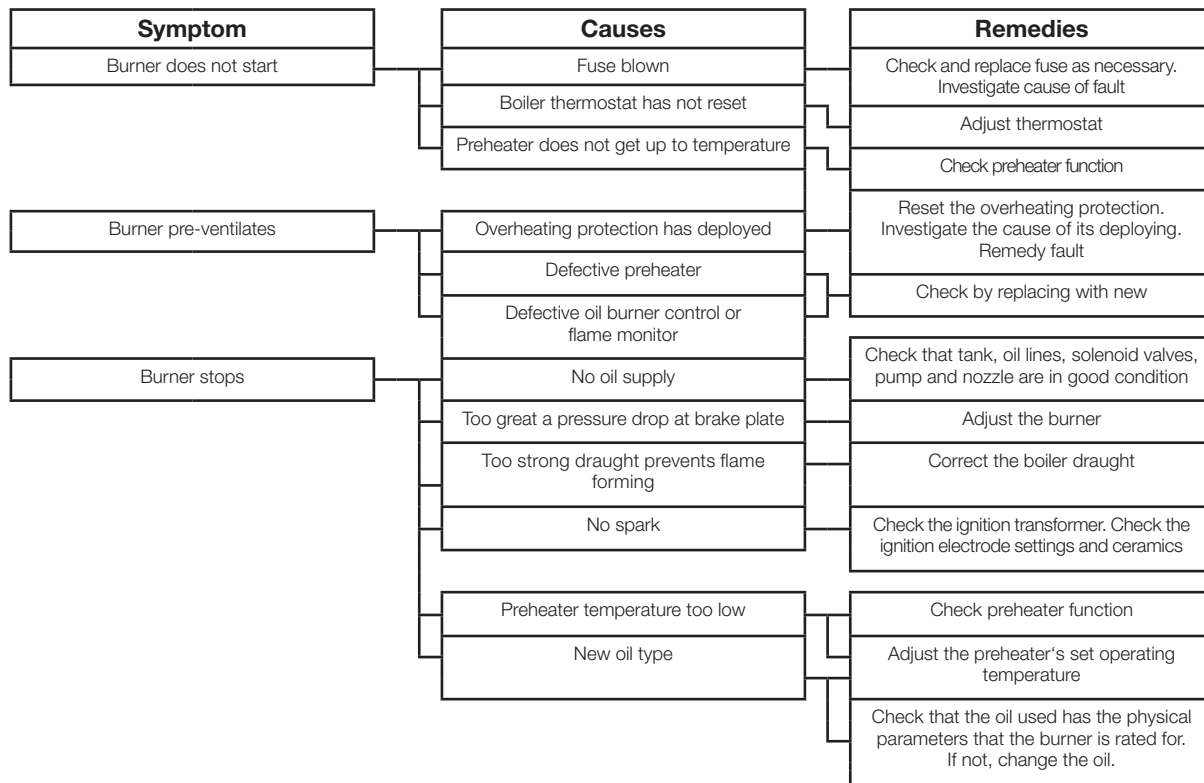 Symptom
Causes
Remedies
Burner does not start
Fuse blown
Check and replace fuse as necessary.
Investigate cause of fault
Boiler thermostat has not reset
Adjust thermostat
Preheater does not get up to temperature
Check preheater function
Burner pre-ventilates
Overheating protection has deployed
Reset the overheating protection.
Investigate the cause of its deploying.
Remedy fault
Defective preheater
Check by replacing with new
Defective oil burner control or
flame monitor
Burner stops
No oil supply
Check that tank, oil lines, solenoid valves,
pump and nozzle are in good condition
Too great a pressure drop at brake plate
Adjust the burner
Too strong draught prevents flame
forming
Correct the boiler draught
No spark
Check the ignition transformer. Check the
ignition electrode settings and ceramics
Preheater temperature too low
Check preheater function
New oil type
Adjust the preheater‘s set operating
temperature
Check that the oil used has the physical
parameters that the burner is rated for.
If not, change the oil.